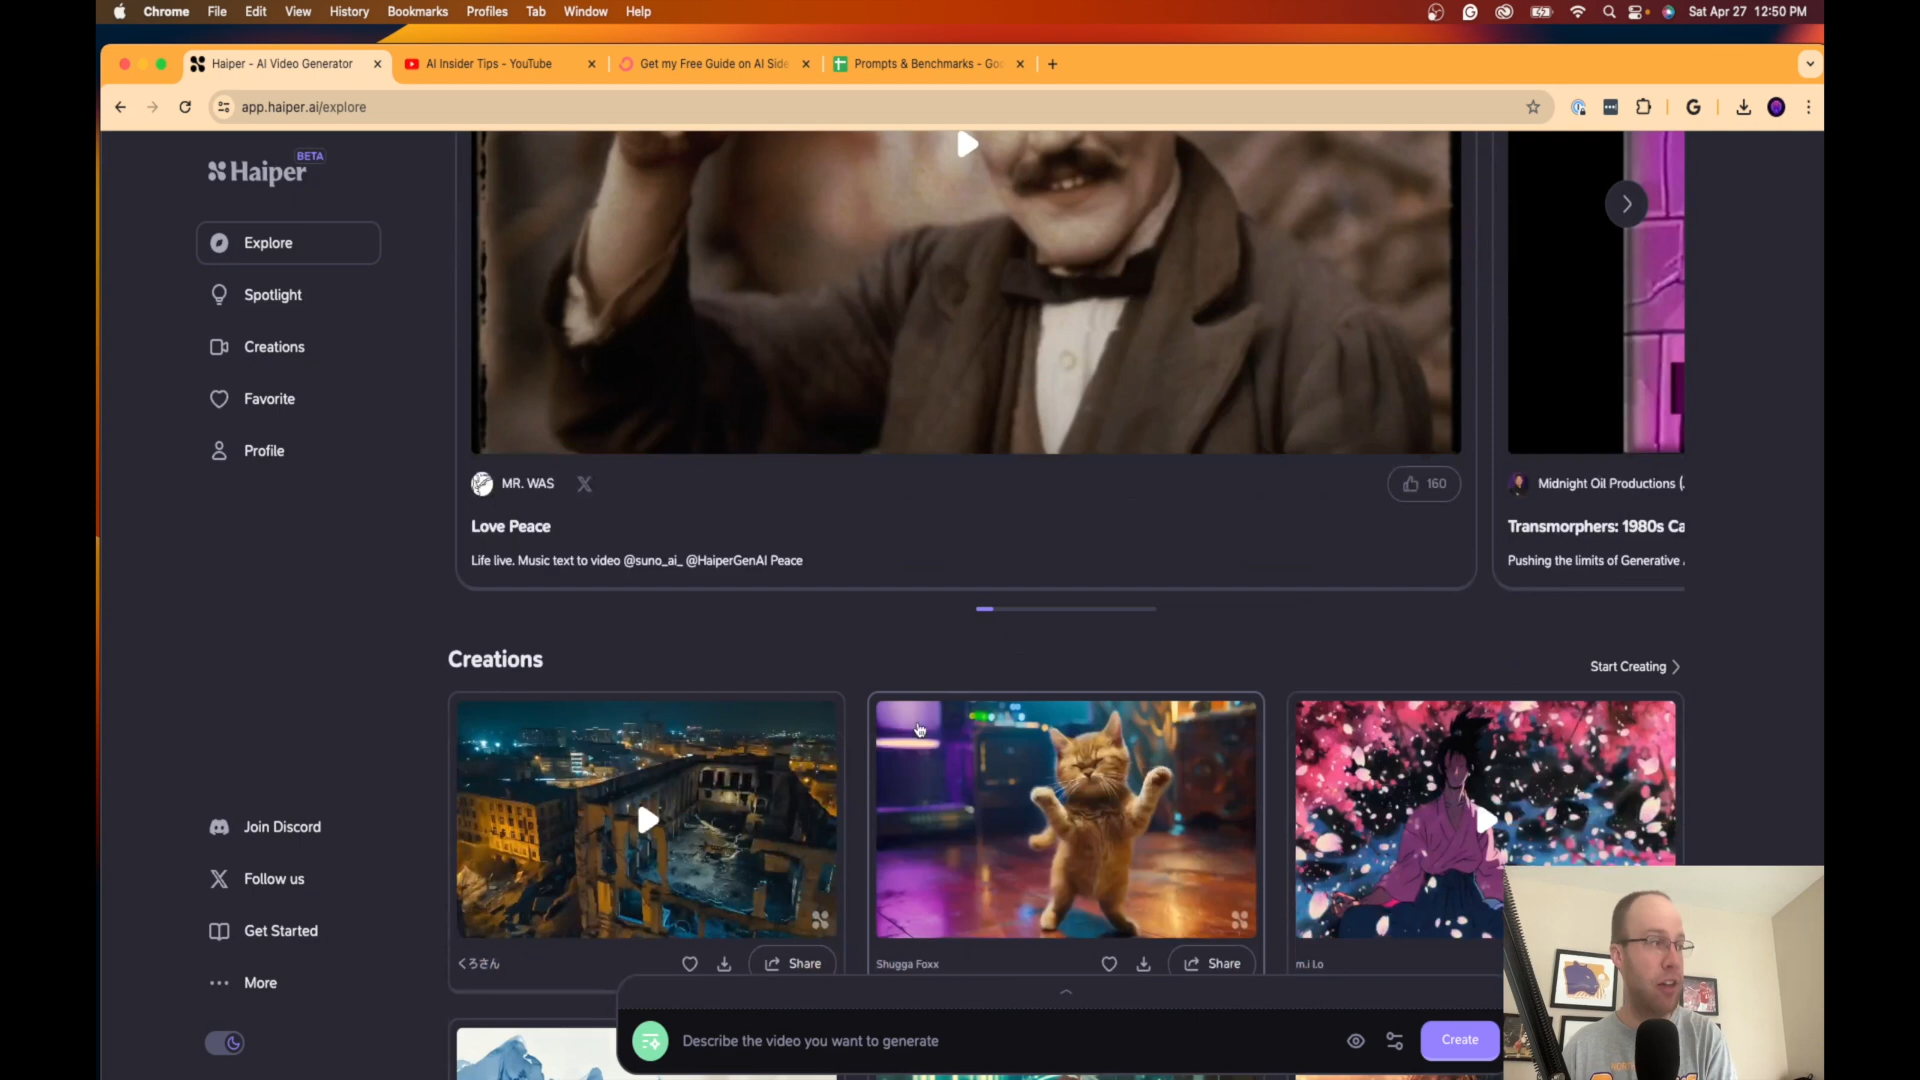 Chrome File Edit View History Bookmarks Profiles Tab Window Help
Sat Apr 27 12:50 PM
Haiper - AI Video Generator
AI Insider Tips - YouTube
Get my Free Guide on AI Side
Prompts & Benchmarks - Goo
app.haiper.ai/explore
Haiper BETA
Explore
Spotlight
Creations
Favorite
Profile
MR. WAS
160
Love Peace
Life live. Music text to video @suno_ai_ @HaiperGenAI Peace
Midnight Oil Productions (
Transmorphers: 1980s Ca
Pushing the limits of Generative
Creations
Start Creating
くろさん
Share
Shugga Foxx
Share
m.i l.o
Join Discord
Follow us
Get Started
More
Describe the video you want to generate
Create